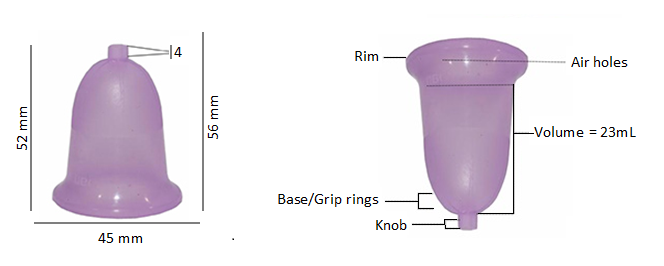 4
52 mm
56 mm
45 mm
.
Rim
Air holes
Volume = 23mL
Base/Grip rings
Knob